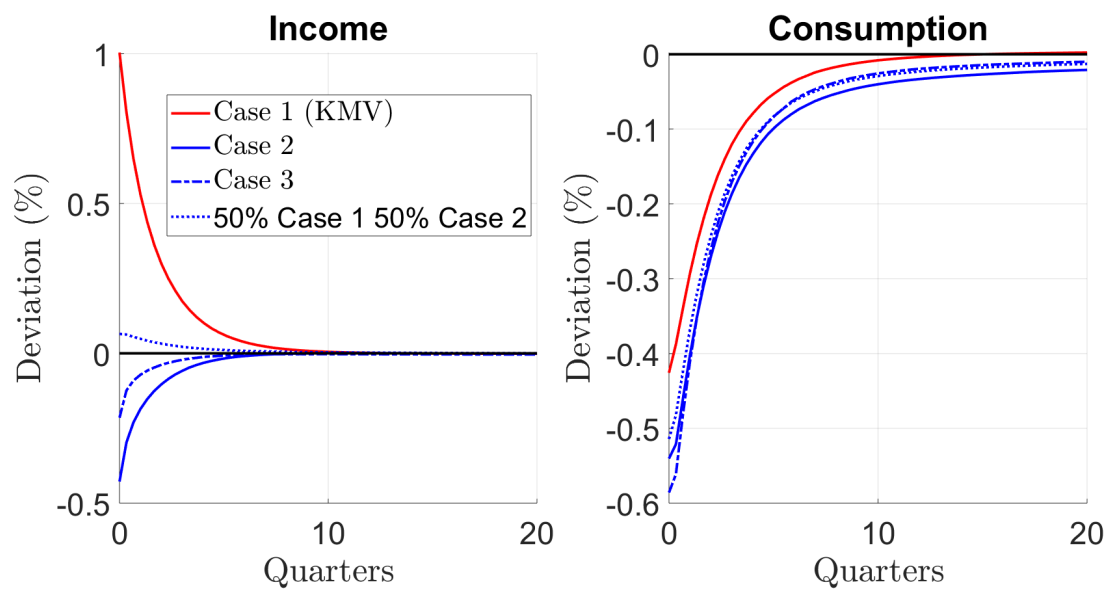 Income
Deviation (%)
1
0.5
0
-0.5
0
10
20
Quarters
Case 1 (KMV)
Case 2
Case 3
50% Case 1 50% Case 2
Consumption
Deviation (%)
0
-0.1
-0.2
-0.3
-0.4
-0.5
-0.6
0
10
20
Quarters